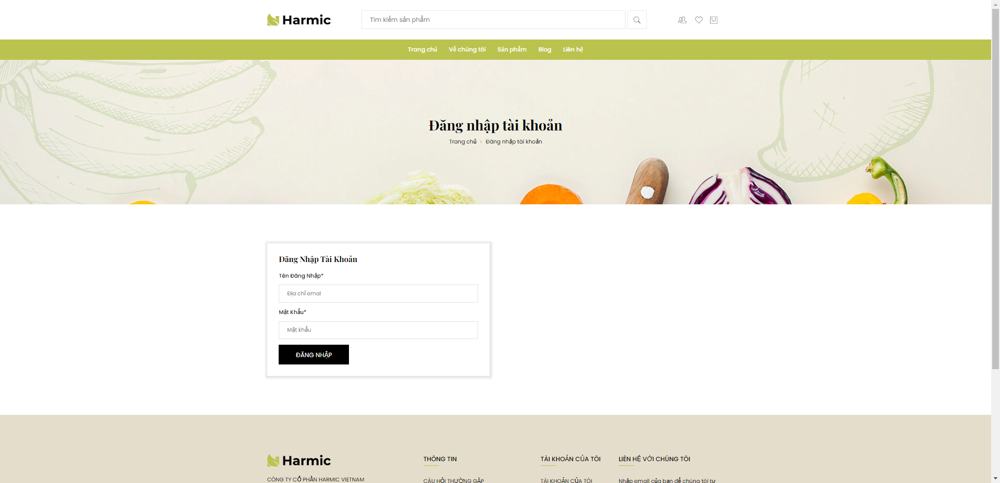 Harmic
Tìm kiếm sản phẩm
Trang chủ Về chúng tôi Sản phẩm Blog Liên hệ
Đăng nhập tài khoản
Trang chủ › Đăng nhập tài khoản
Đăng Nhập Tài Khoản
Tên Đăng Nhập*
Địa chỉ emai
Mật Khẩu*
Mật khẩu
ĐĂNG NHẬP
Harmic
CÔNG TY CỔ PHẦN HARMIC VIETNAM
THÔNG TIN
CÂU HỎI THƯỜNG GẶP
TÀI KHOẢN CỦA TÔI
TÀI KHOẢN CỦA TÔI
LIÊN HỆ VỚI CHÚNG TÔI
Nhập email của bạn để chúng tôi tư